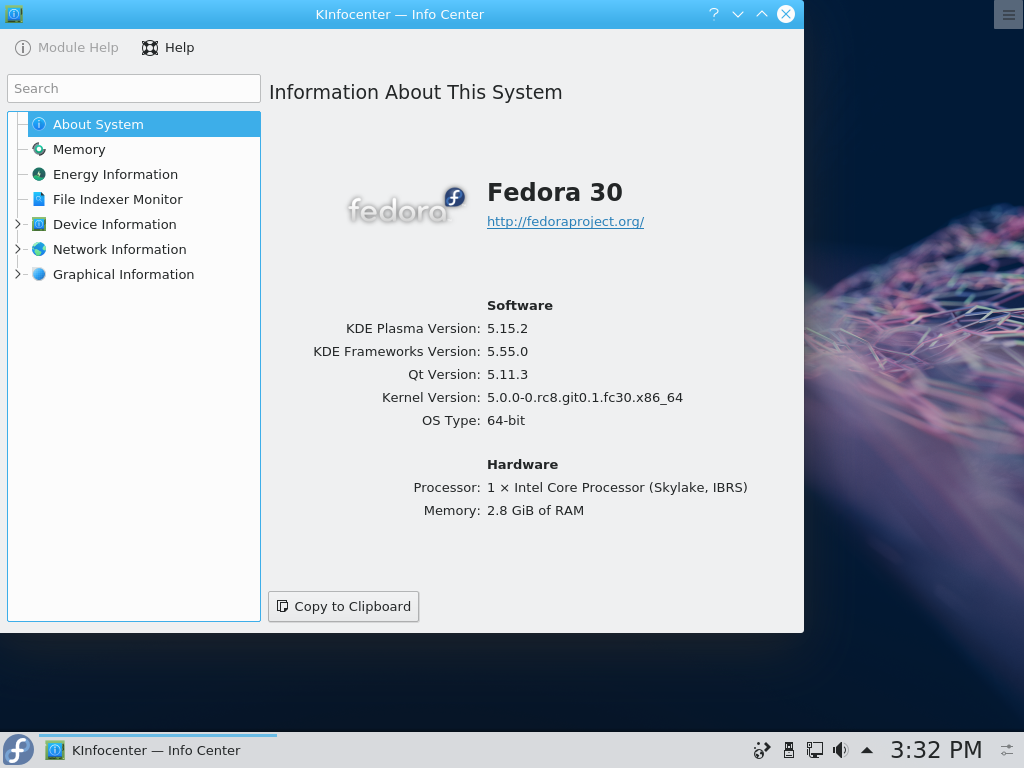 KInfocenter — Info Center
Module Help
Help
Search
Information About This System
About System
Memory
Energy Information
File Indexer Monitor
Device Information
Network Information
Graphical Information
fedora
Fedora 30
http://fedoraproject.org/
Software
KDE Plasma Version: 5.15.2
KDE Frameworks Version: 5.55.0
Qt Version: 5.11.3
Kernel Version: 5.0.0-0.rc8.git0.1.fc30.x86_64
OS Type: 64-bit
Hardware
Processor: 1 × Intel Core Processor (Skylake, IBRS)
Memory: 2.8 GiB of RAM
Copy to Clipboard
KInfocenter — Info Center
3:32 PM